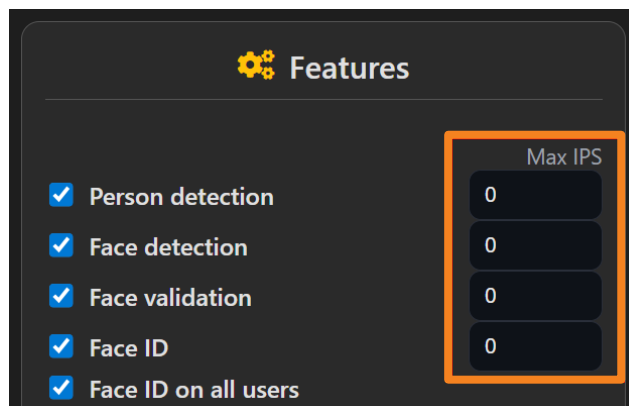 Features
Max IPS
Person detection 0
Face detection 0
Face validation 0
Face ID 0
Face ID on all users